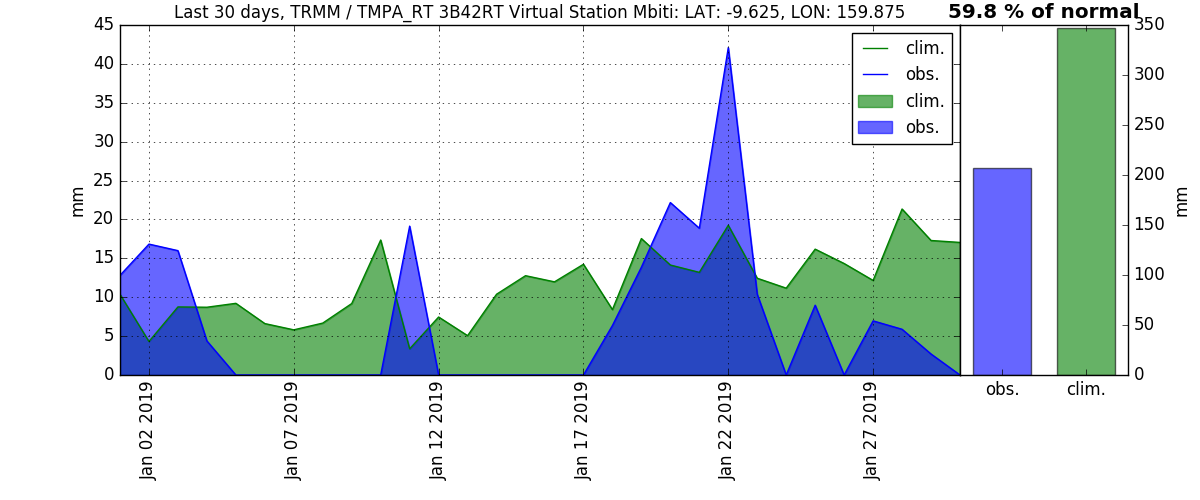 Last 30 days, TRMM / TMPA_RT 3B42RT Virtual Station Mbiti: LAT: -9.625, LON: 159.875
59.8 % of normal
45
40
35
30
25
20
15
10
5
0
mm
clim.
obs.
clim.
obs.
Jan 02 2019
Jan 07 2019
Jan 12 2019
Jan 17 2019
Jan 22 2019
Jan 27 2019
350
300
250
200
150
100
50
0
mm
obs.
clim.